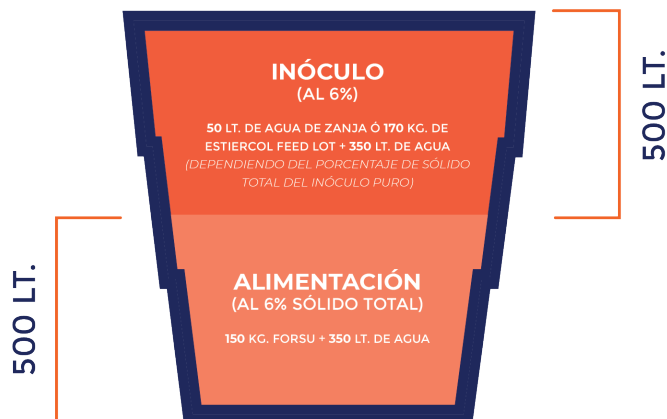 INÓCULO
(AL 6%)
50 LT. DE AGUA DE ZANJA Ó 170 KG. DE
ESTIERCOL FEED LOT + 350 LT. DE AGUA
(DEPENDIENDO DEL PORCENTAJE DE SÓLIDO
TOTAL DEL INÓCULO PURO)
500 LT.
ALIMENTACIÓN
(AL 6% SÓLIDO TOTAL)
150 KG. FORSU + 350 LT. DE AGUA
500 LT.